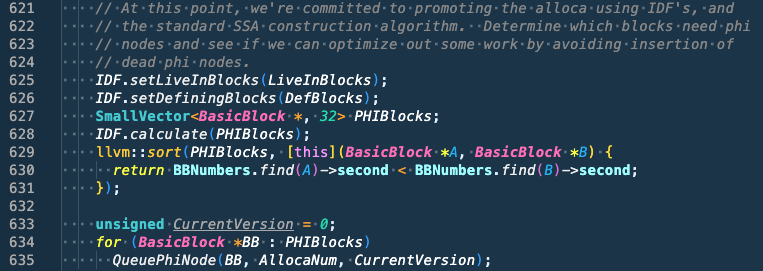 621 // At this point, we're committed to promoting the alloca using IDF's, and
622 // the standard SSA construction algorithm.  Determine which blocks need phi
623 // nodes and see if we can optimize out some work by avoiding insertion of
624 // dead phi nodes.
625 IDF.setLiveInBlocks(LiveInBlocks);
626 IDF.setDefiningBlocks(DefBlocks);
627 SmallVector<BasicBlock *, 32> PHIBlocks;
628 IDF.calculate(PHIBlocks);
629 llvm::sort(PHIBlocks, [this](BasicBlock *A, BasicBlock *B) {
630   return BBNumbers.find(A)->second < BBNumbers.find(B)->second;
631 });
632
633 unsigned CurrentVersion = 0;
634 for (BasicBlock *BB : PHIBlocks)
635   QueuePhiNode(BB, AllocaNum, CurrentVersion);